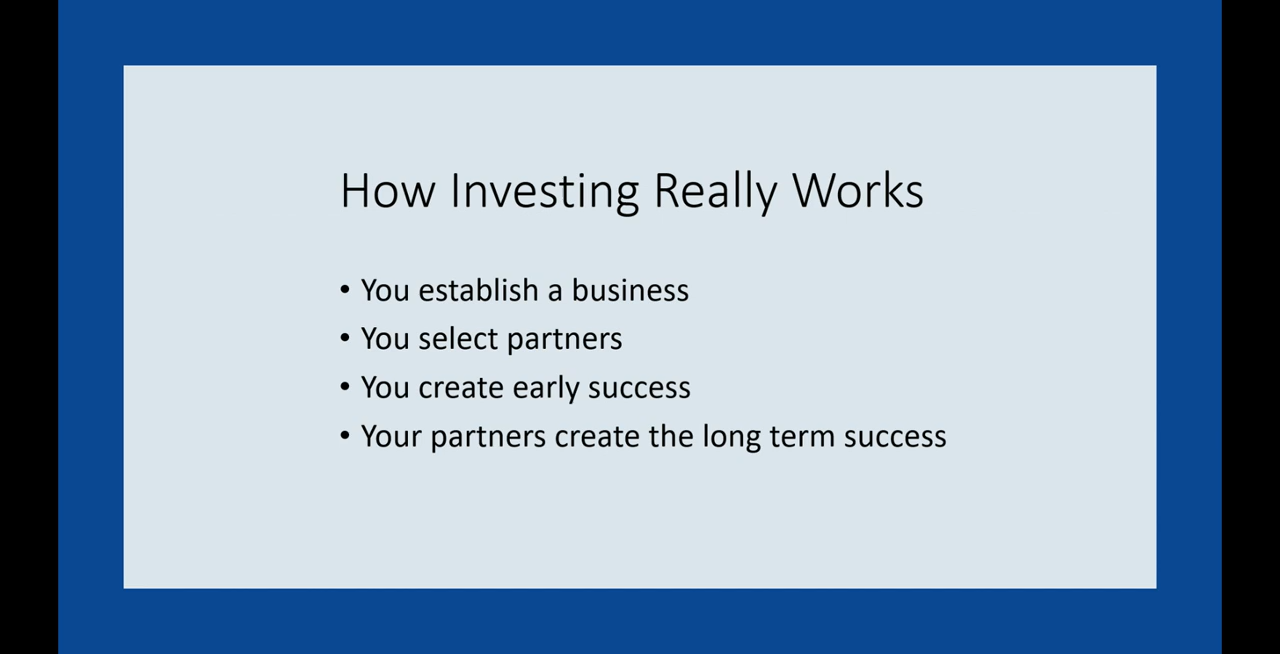 How Investing Really Works
• You establish a business
• You select partners
• You create early success
• Your partners create the long term success